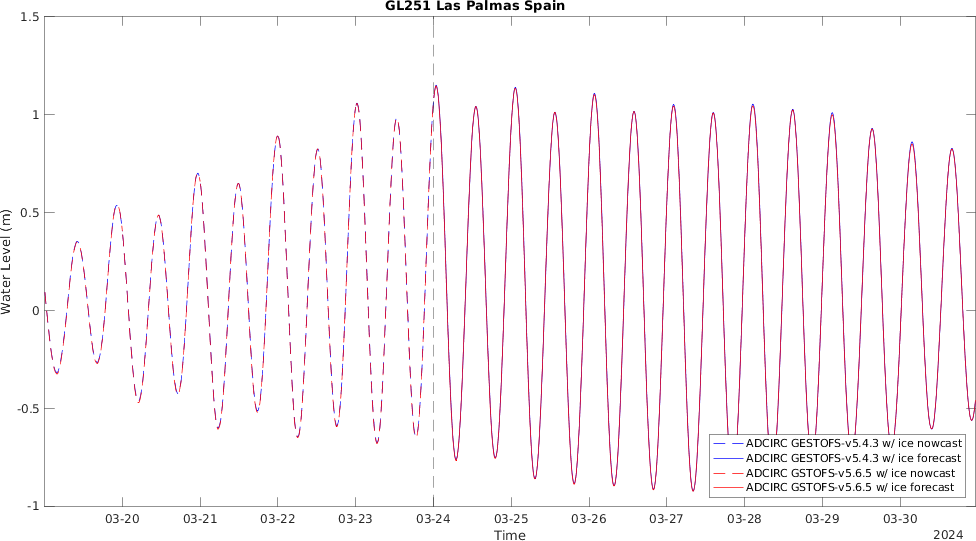 GL251 Las Palmas Spain
1.5
1
0.5
0
-0.5
-1
Water Level (m)
03-20 03-21 03-22 03-23 03-24 03-25 03-26 03-27 03-28 03-29 03-30
Time
2024
ADCIRC GESTOFS-v5.4.3 w/ ice nowcast
ADCIRC GESTOFS-v5.4.3 w/ ice forecast
ADCIRC GSTOFS-v5.6.5 w/ ice nowcast
ADCIRC GSTOFS-v5.6.5 w/ ice forecast